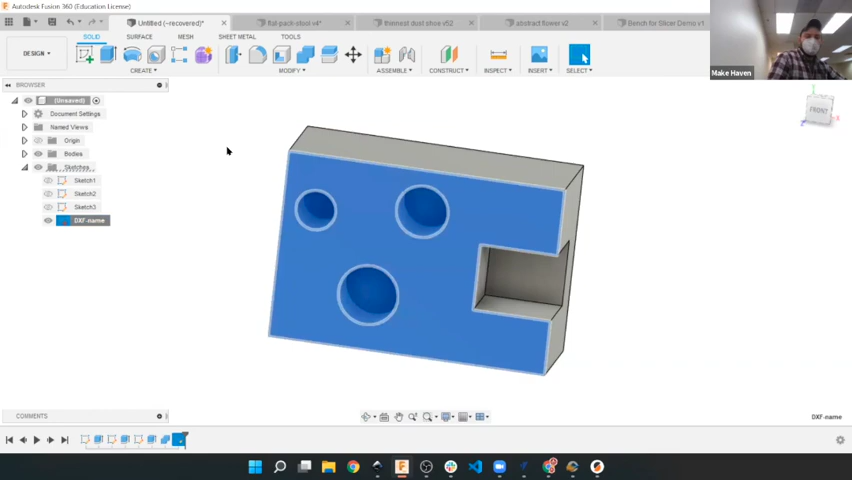 Autodesk Fusion 360 (Education License)
Untitled (~recovered)*
flat-pack-stool v4*
thinnest dust shoe v52
abstract flower v2
Bench for Slicer Demo v1
DESIGN
SOLID
SURFACE
MESH
SHEET METAL
TOOLS
CREATE
MODIFY
ASSEMBLE
CONSTRUCT
INSPECT
INSERT
SELECT
Make Haven
BROWSER
(Unsaved)
Document Settings
Named Views
Origin
Bodies
Sketches
Sketch1
Sketch2
Sketch3
DXF-name
FRONT
COMMENTS
DXF-name